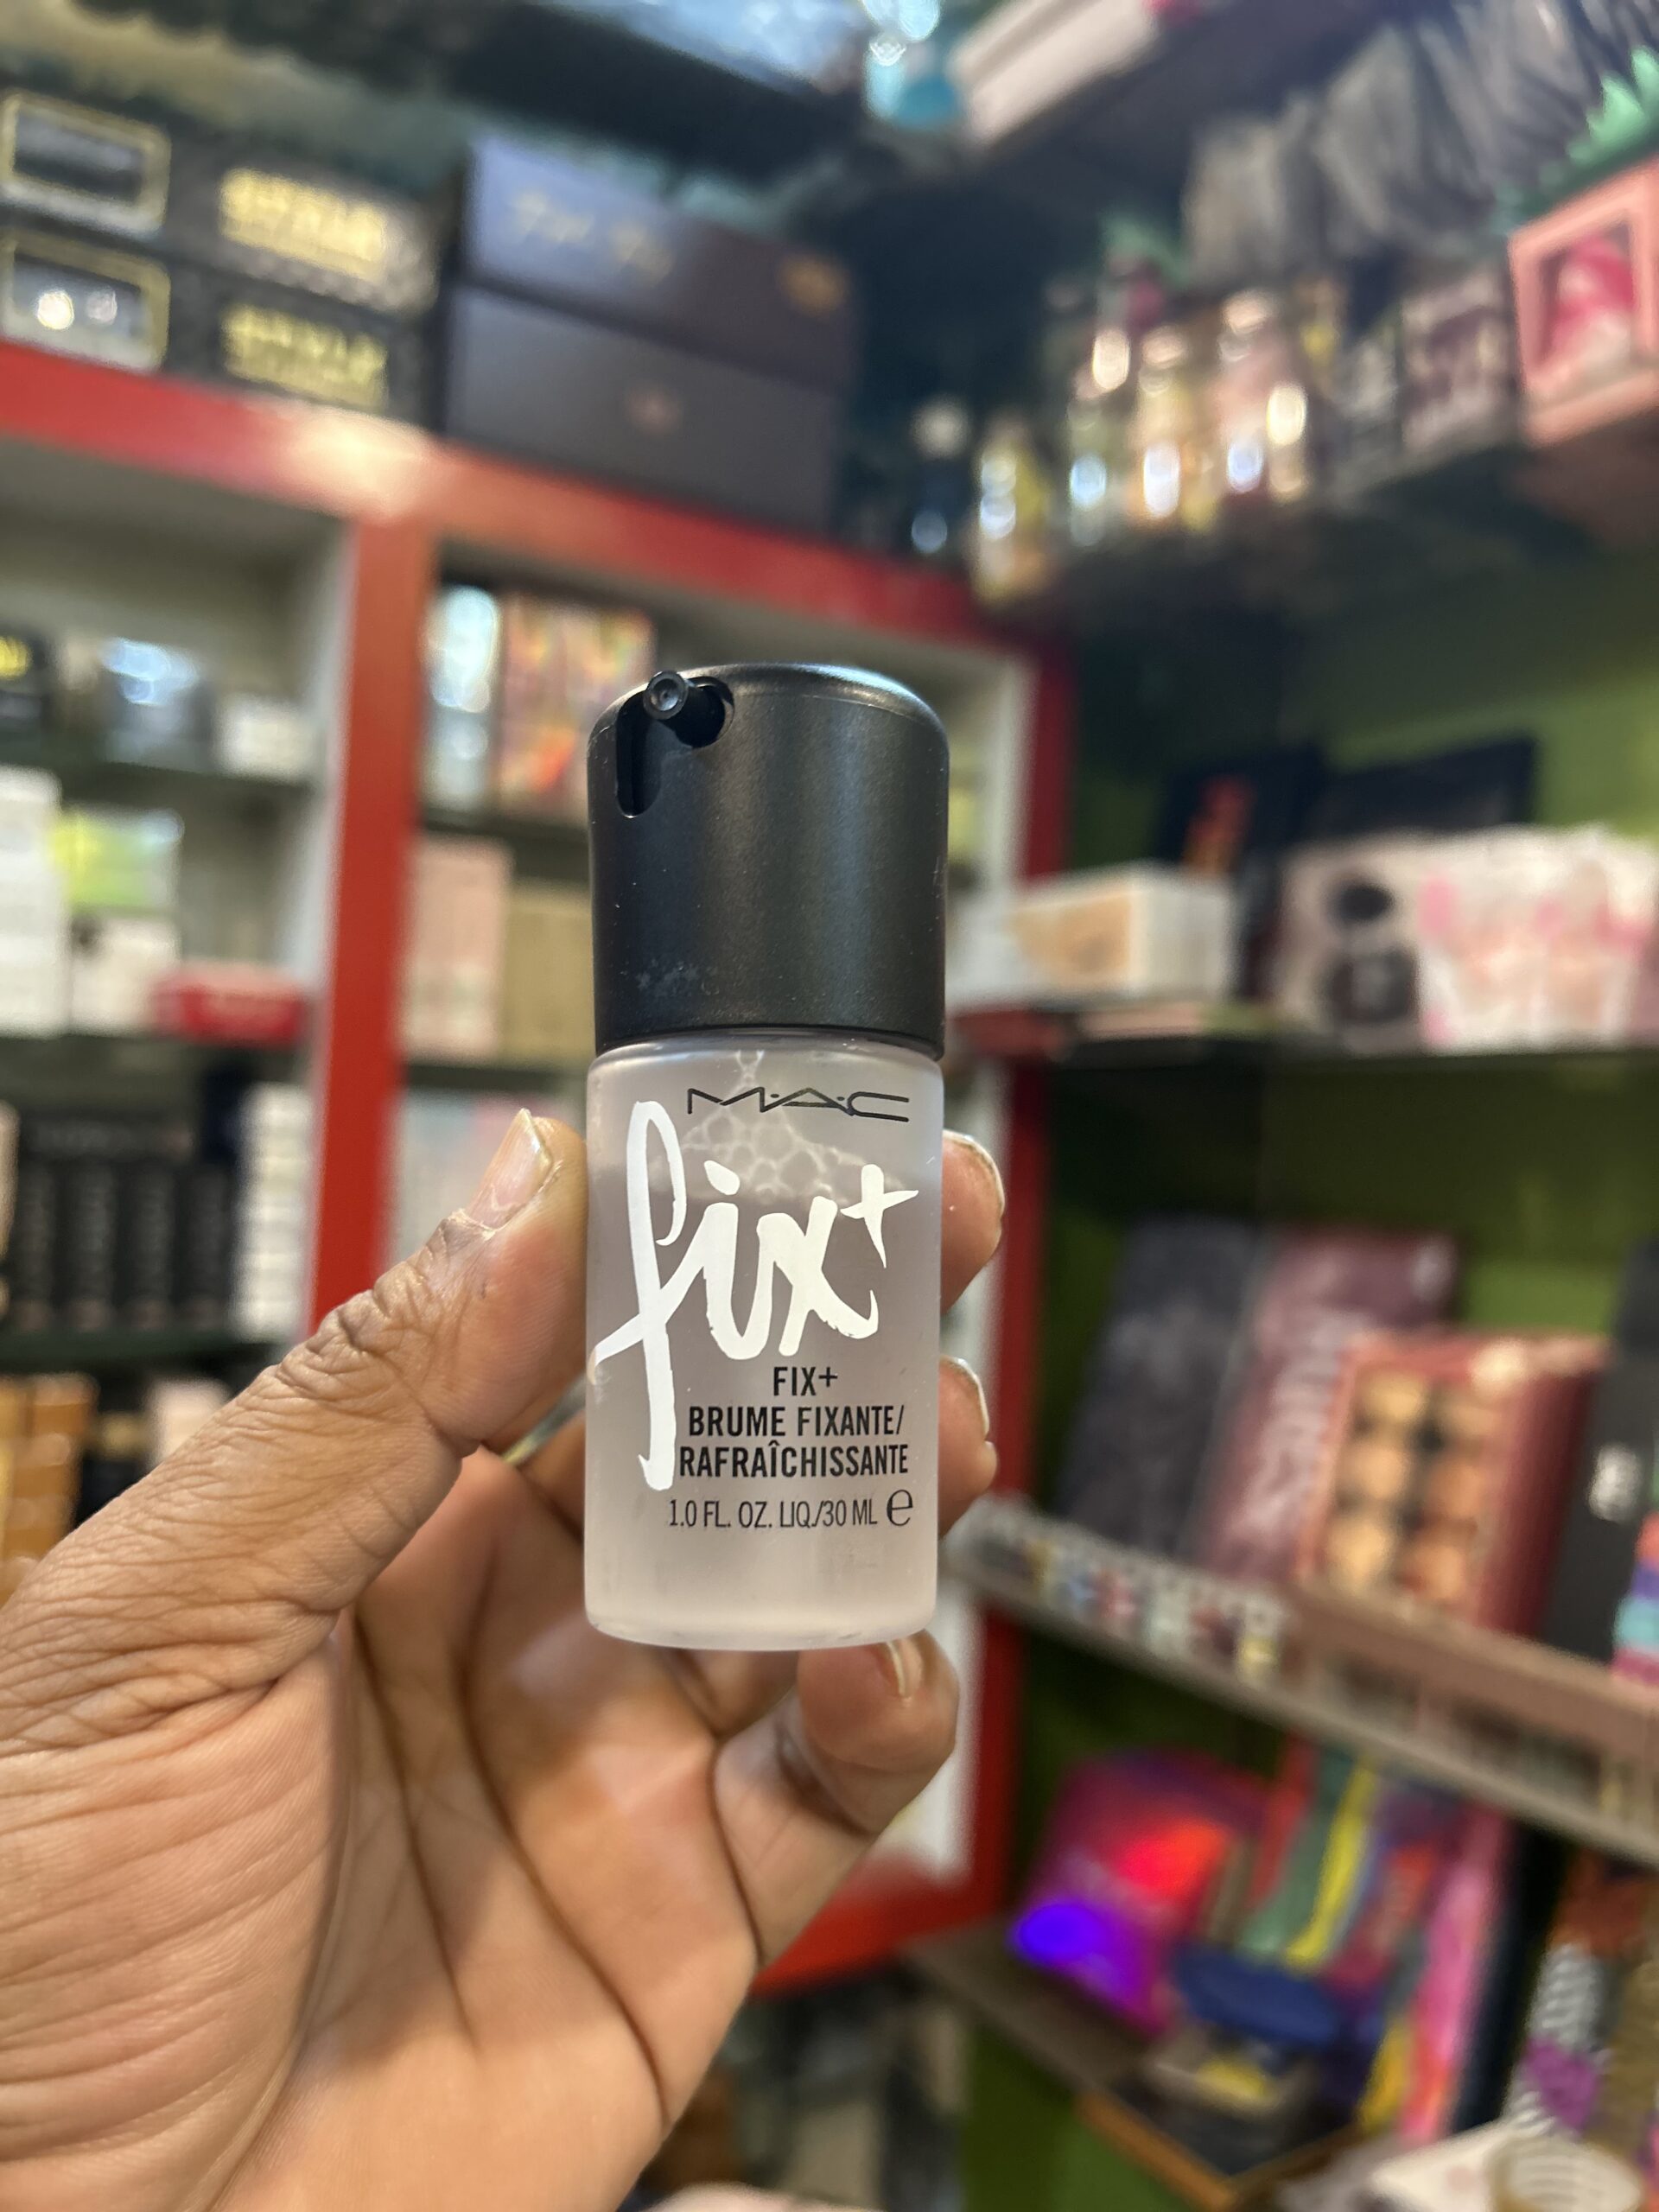 M·A·C
fix+
FIX+
BRUME FIXANTE/
RAFRAÎCHISSANTE
1.0 FL. OZ. LIQ./30 ML e